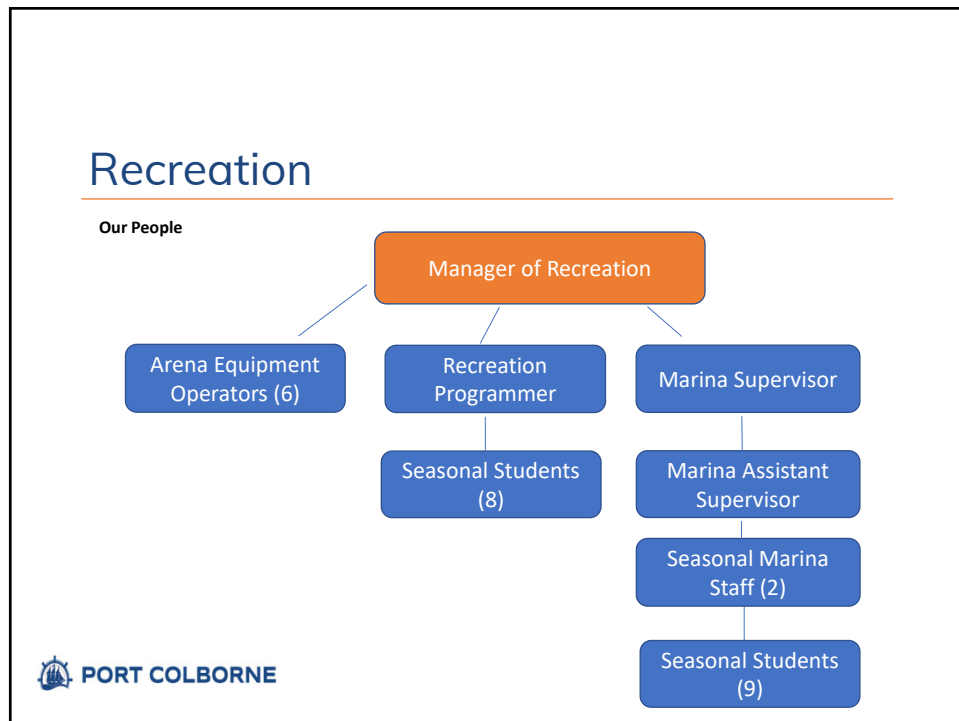 Recreation
Our People
Manager of Recreation
Arena Equipment
Operators (6)
Recreation
Programmer
Marina Supervisor
Seasonal Students
(8)
Marina Assistant
Supervisor
Seasonal Marina
Staff (2)
Seasonal Students
(9)
PORT COLBORNE